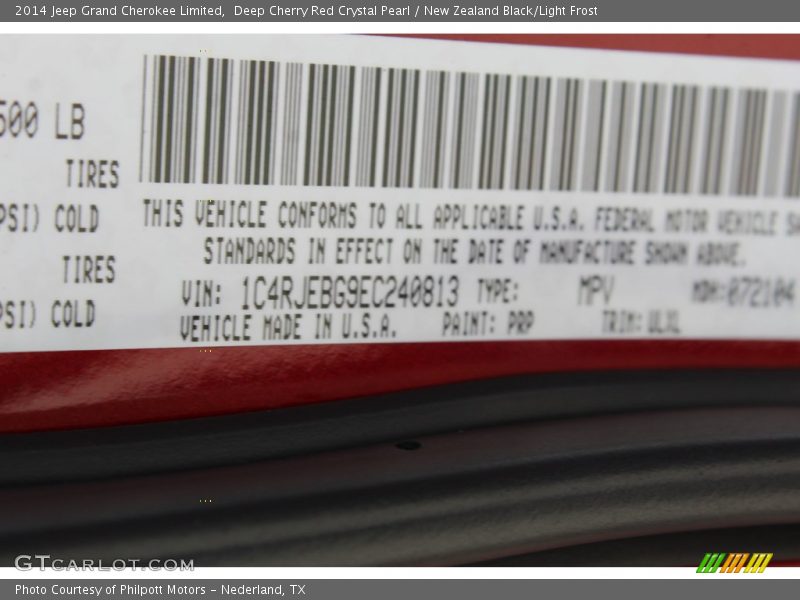 2014 Jeep Grand Cherokee Limited,  Deep Cherry Red Crystal Pearl / New Zealand Black/Light Frost
500 LB
TIRES
PSI) COLD
TIRES
PSI) COLD
THIS VEHICLE CONFORMS TO ALL APPLICABLE U.S.A. FEDERAL MOTOR VEHICLE SA
STANDARDS IN EFFECT ON THE DATE OF MANUFACTURE SHOWN ABOVE.
VIN: 1C4RJEBG9EC240813 TYPE: MPV MDH:072104
VEHICLE MADE IN U.S.A. PAINT: PRP TRIM:
GTCARLOT.COM
Photo Courtesy of Philpott Motors - Nederland, TX